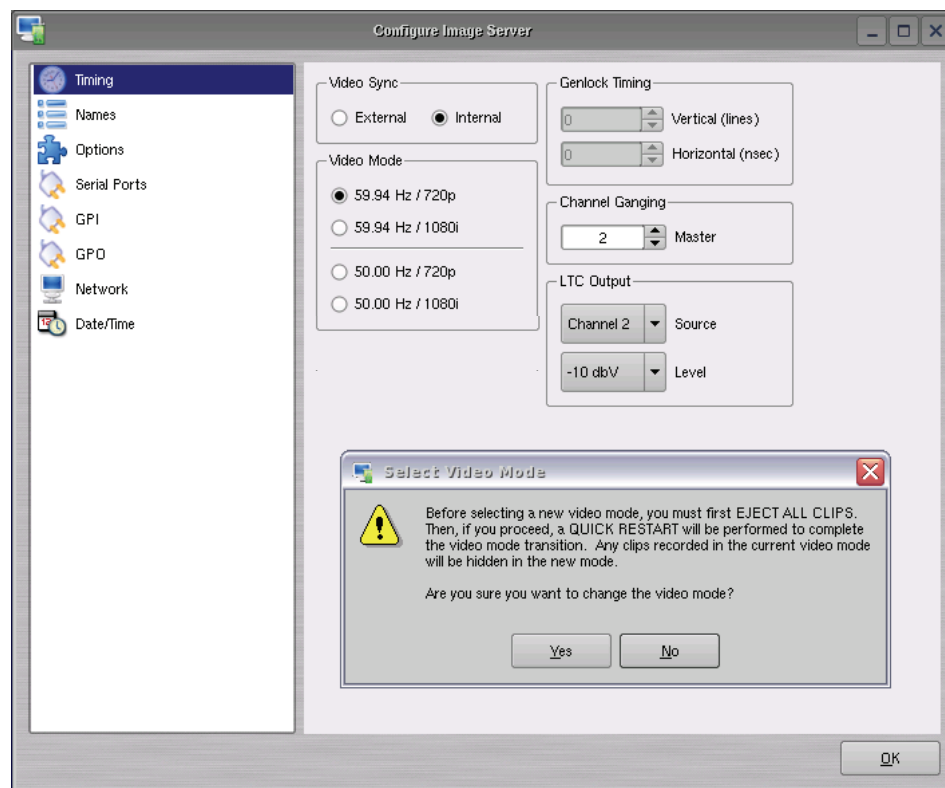 Configure Image Server
Timing
Names
Options
Serial Ports
GPI
GPO
Network
Date/Time
Video Sync
External
Internal
Video Mode
59.94 Hz / 720p
59.94 Hz / 1080i
50.00 Hz / 720p
50.00 Hz / 1080i
Genlock Timing
0
Vertical (lines)
0
Horizontal (nsec)
Channel Ganging
2
Master
LTC Output
Channel 2
Source
-10 dbV
Level
Select Video Mode
Before selecting a new video mode, you must first EJECT ALL CLIPS.
Then, if you proceed, a QUICK RESTART will be performed to complete
the video mode transition. Any clips recorded in the current video mode
will be hidden in the new mode.
Are you sure you want to change the video mode?
Yes
No
OK